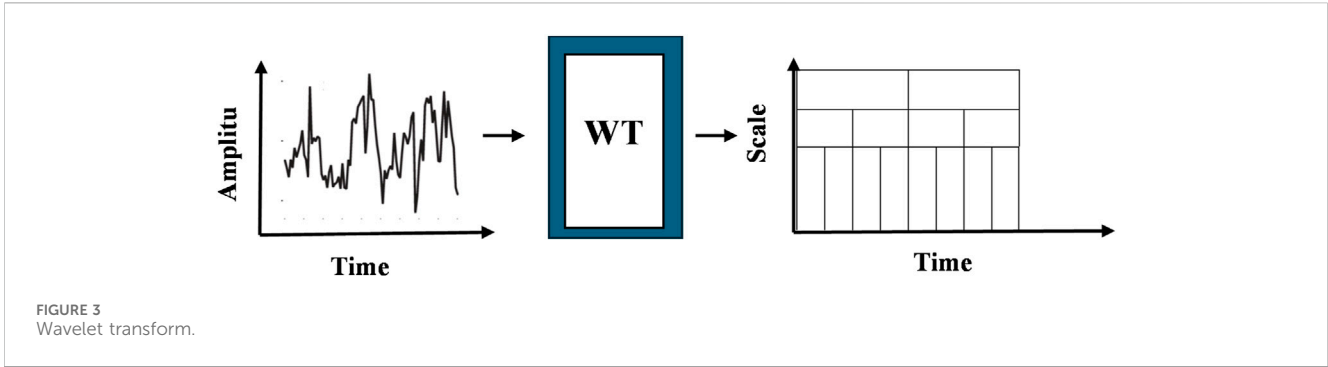 Amplitu
Time
WT
Scale
Time
FIGURE 3
Wavelet transform.